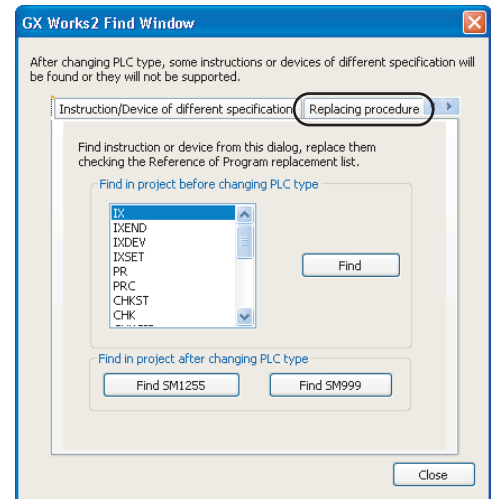 GX Works2 Find Window
After changing PLC type, some instructions or devices of different specification will
be found or they will not be supported.
Instruction/Device of different specification
Replacing procedure
Find instruction or device from this dialog, replace them
checking the Reference of Program replacement list.
Find in project before changing PLC type
IX
IXEND
IXDEV
IXSET
PR
PRC
CHKST
CHK
Find
Find in project after changing PLC type
Find SM1255
Find SM999
Close